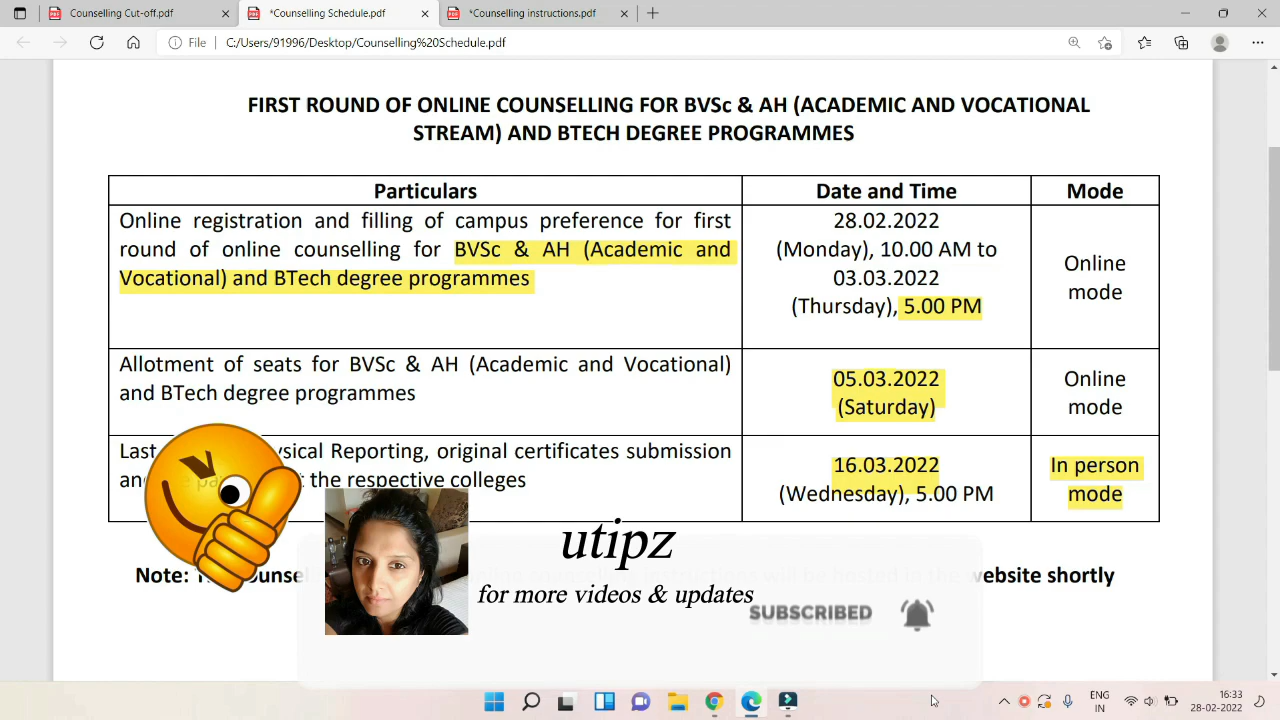 Counselling Cut-off.pdf
*Counselling Schedule.pdf
*Counselling instructions.pdf
File
C:/Users/91996/Desktop/Counselling%20Schedule.pdf
FIRST ROUND OF ONLINE COUNSELLING FOR BVSc & AH (ACADEMIC AND VOCATIONAL
STREAM) AND BTECH DEGREE PROGRAMMES
Particulars
Date and Time
Mode
Online registration and filling of campus preference for first
round of online counselling for BVSc & AH (Academic and
Vocational) and BTech degree programmes
28.02.2022
(Monday), 10.00 AM to
03.03.2022
(Thursday), 5.00 PM
Online
mode
Allotment of seats for BVSc & AH (Academic and Vocational)
and BTech degree programmes
05.03.2022
(Saturday)
Online
mode
Last Reporting, original certificates submission
the respective colleges
16.03.2022
(Wednesday), 5.00 PM
In person
mode
Note: website shortly
utipz
for more videos & updates
SUBSCRIBED
ENG
IN
16:33
28-02-2022